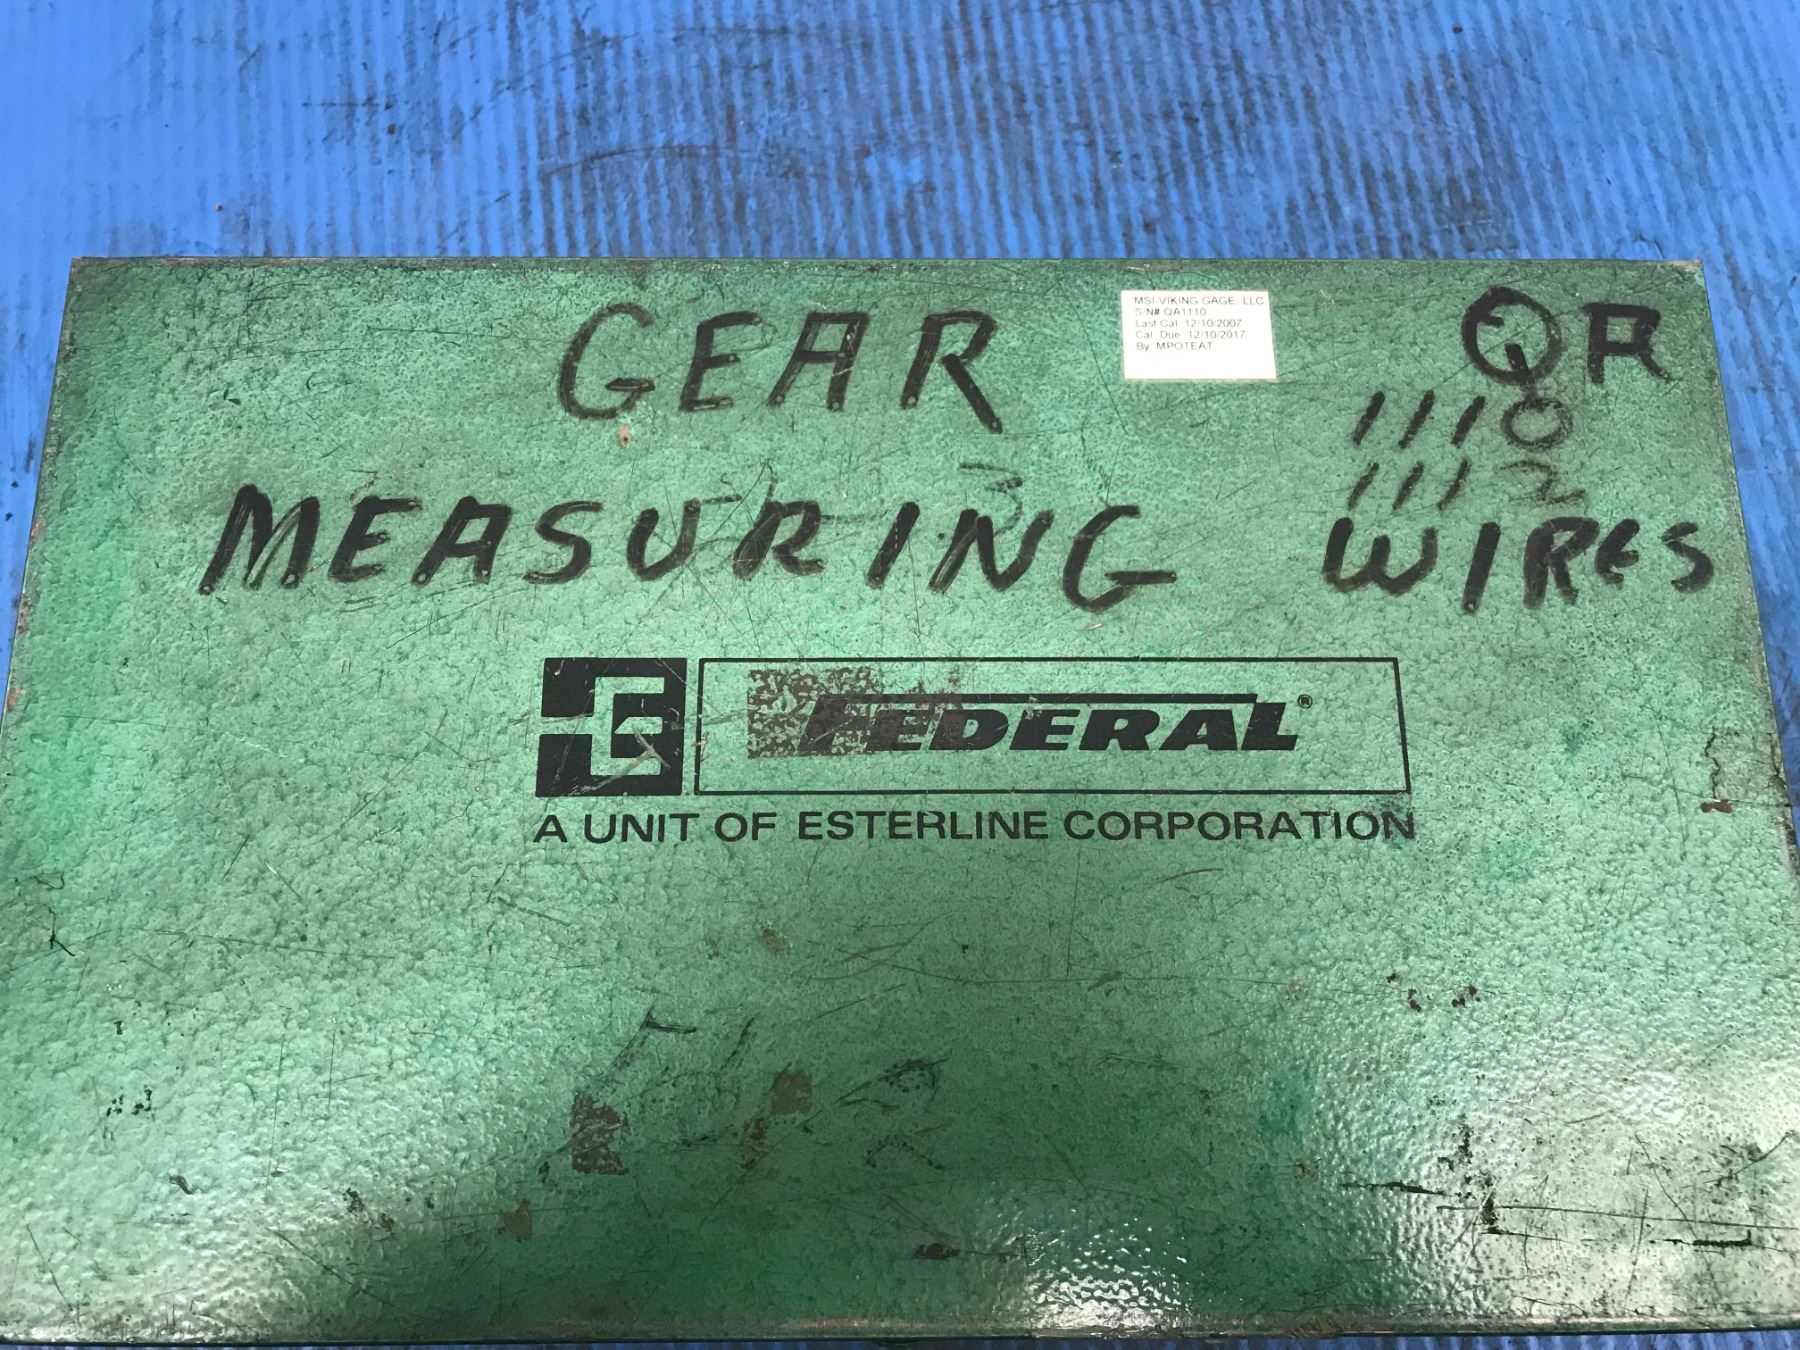 GEAR
MEASURING WIRES
QA
1110
1112
MSI-VIKING GAGE, LLC
S/N# QA1110
Last Cal: 12/10/2007
Cal. Due: 12/10/2017
By: MPOTEAT
FEDERAL®
A UNIT OF ESTERLINE CORPORATION